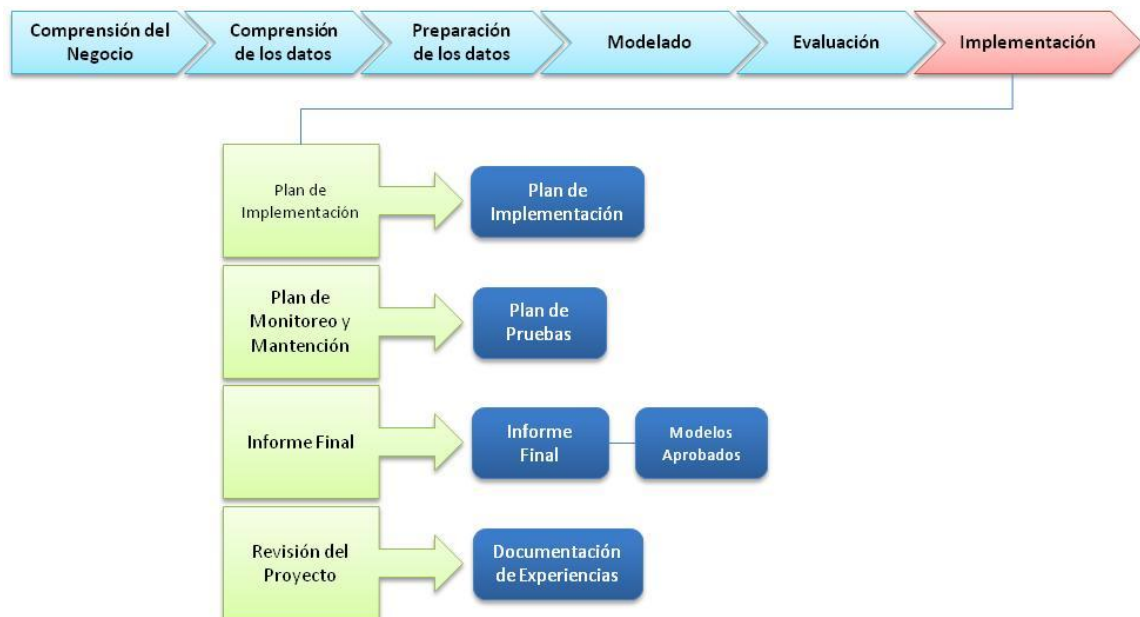 Comprensión del
Negocio
Comprensión
de los datos
Preparación
de los datos
Modelado
Evaluación
Implementación
Plan de
Implementación
Plan de
Implementación
Plan de
Monitoreo y
Mantención
Plan de
Pruebas
Informe Final
Informe
Final
Modelos
Aprobados
Revisión del
Proyecto
Documentación
de Experiencias